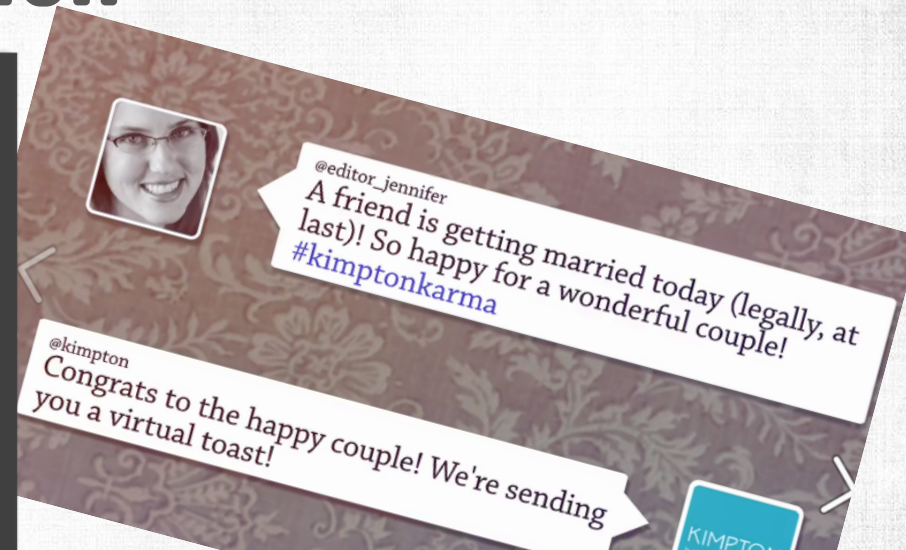 @editor_jennifer
A friend is getting married today (legally, at
last)! So happy for a wonderful couple!
#kimptonkarma
@kimpton
Congrats to the happy couple! We're sending
you a virtual toast!
KIMPTON